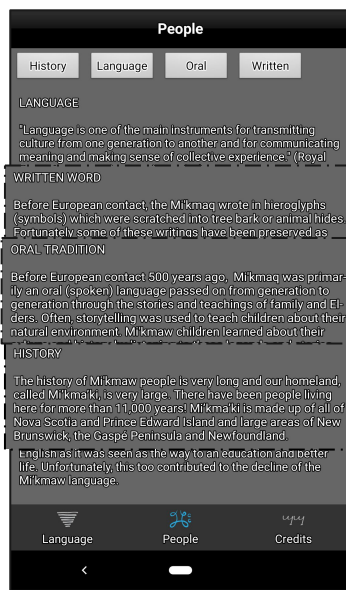 People
History Language Oral Written
LANGUAGE
"Language is one of the main instruments for transmitting
culture from one generation to another and for communicating
meaning and making sense of collective experience." (Royal
WRITTEN WORD
Before European contact, the Mi'kmaq wrote in hieroglyphs
(symbols) which were scratched into tree bark or animal hides.
Fortunately some of these writings have been preserved as
ORAL TRADITION
Before European contact 500 years ago, Mi'kmaq was primar-
ily an oral (spoken) language passed on from generation to
generation through the stories and teachings of family and El-
ders. Often, storytelling was used to teach children about their
natural environment. Mi'kmaw children learned about their
HISTORY
The history of Mi'kmaw people is very long and our homeland,
called Mi'kma'ki, is very large. There have been people living
here for more than 11,000 years! Mi'kma'ki is made up of all of
Nova Scotia and Prince Edward Island and large areas of New
Brunswick, the Gaspé Peninsula and Newfoundland.
English as it was seen as the way to an education and better
life. Unfortunately, this too contributed to the decline of the
Mi'kmaw language.
Language People Credits